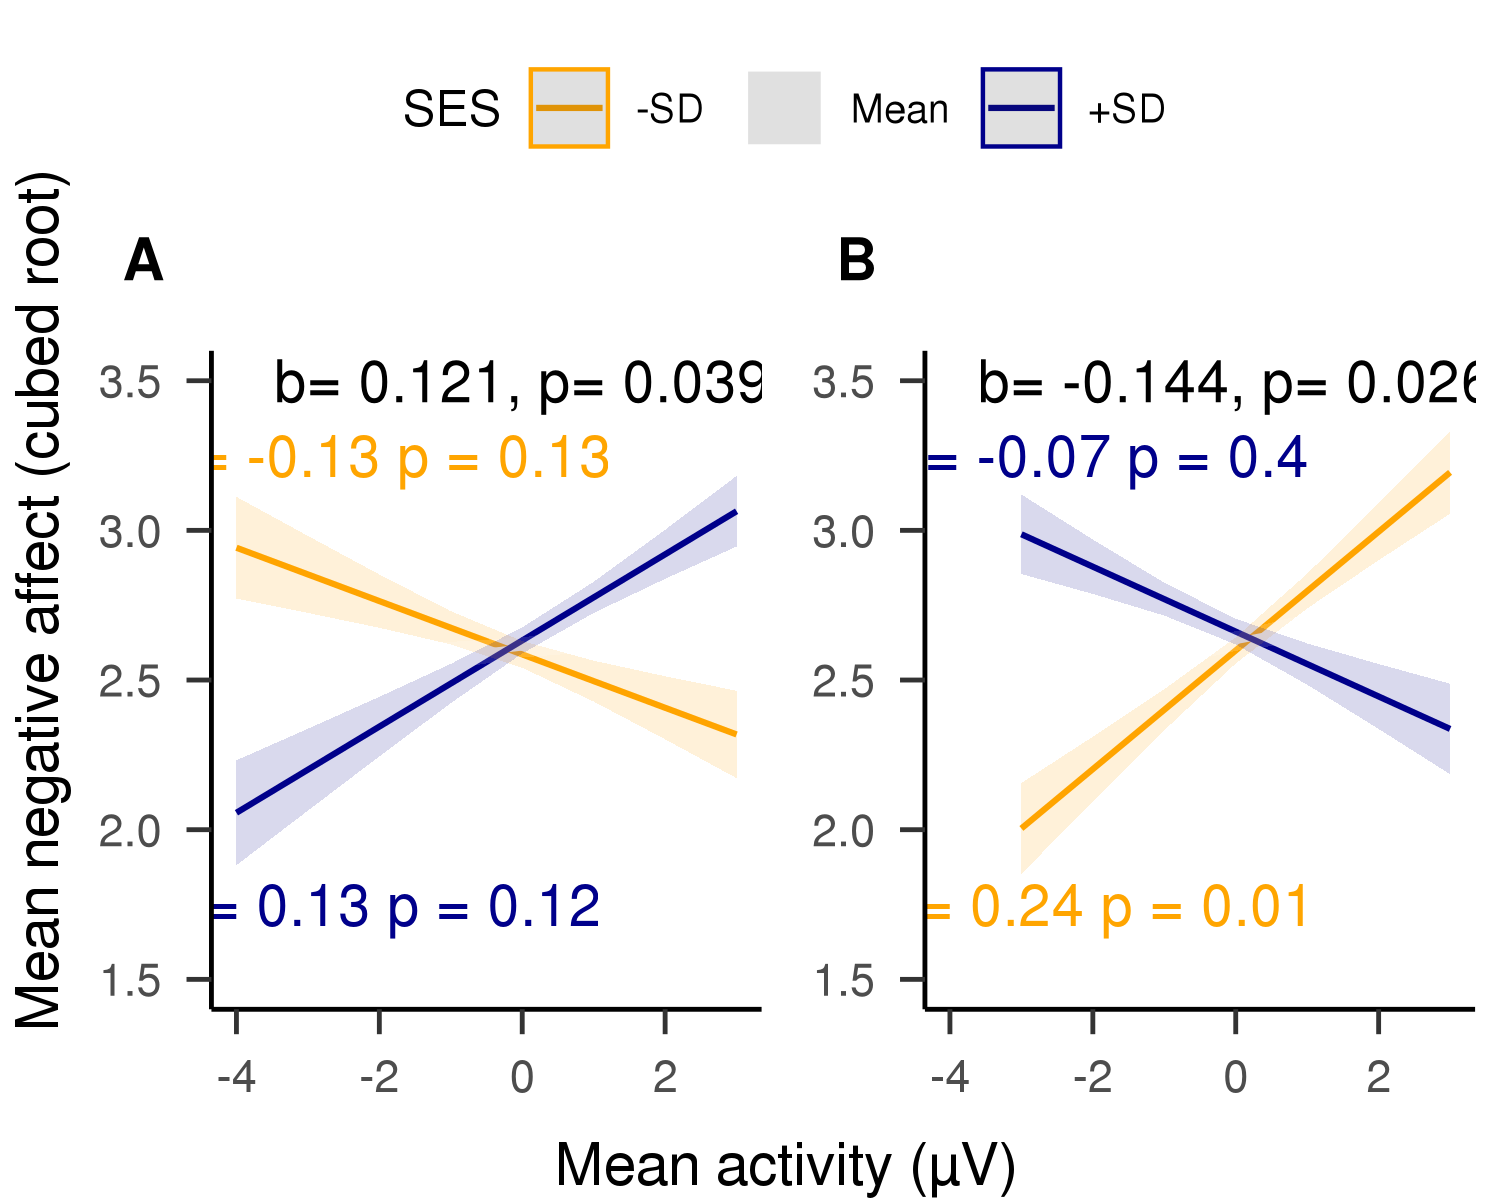 SES -SD Mean +SD
A
B
Mean negative affect (cubed root)
3.5
3.0
2.5
2.0
1.5
b= 0.121, p= 0.039
= -0.13 p = 0.13
= 0.13 p = 0.12
-4 -2 0 2
3.5
3.0
2.5
2.0
1.5
b= -0.144, p= 0.026
= -0.07 p = 0.4
= 0.24 p = 0.01
-4 -2 0 2
Mean activity (µV)